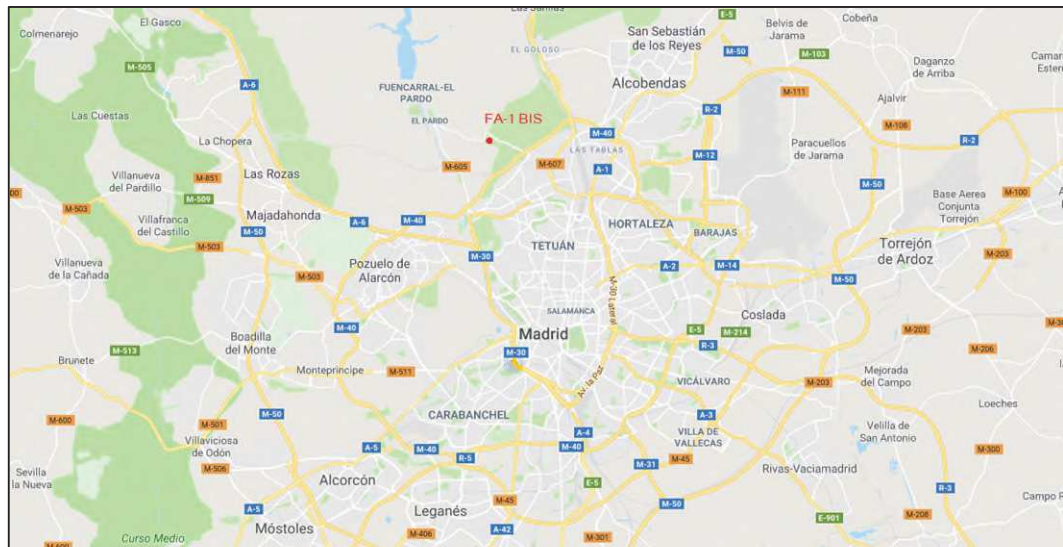 El Gasco
Las Jarillas
E-5
Cobeña
Colmenarejo
San Sebastián
de los Reyes
Belvis de
Jarama
M-50
M-103
EL GOLOSO
M-505
A-6
Daganzo
de Arriba
Alcobendas
FUENCARRAL-EL
PARDO
R-2
M-111
Ajalvir
Las Cuestas
FA-1 BIS
EL PARDO
M-40
M-108
La Chopera
LAS TABLAS
R-2
Paracuellos
de Jarama
M-12
M-605
M-607
A-1
Villanueva
del Pardillo
M-851
Las Rozas
M-50
M-100
M-509
Base Aerea
Conjunta
Torrejón
M-503
Villafranca
del Castillo
Majadahonda
A-6
M-40
HORTALEZA
M-50
BARAJAS
M-503
TETUÁN
Torrejón
de Ardoz
M-30
M-203
Villanueva
de la Cañada
Pozuelo de
Alarcón
A-2
M-14
M-503
M-50
M-30 Lateral
SALAMANCA
M-40
Madrid
E-5
M-214
Coslada
M-203
Boadilla
del Monte
R-3
M-513
M-30
M-206
Brunete
Monteprincipe
M-511
Av. la Paz
VICÁLVARO
M-203
Mejorada
del Campo
Loeches
CARABANCHEL
M-50
A-3
M-600
M-501
A-4
VILLA DE
VALLECAS
Velilla de
San Antonio
Villaviciosa
de Odón
A-5
M-40
M-40
M-300
R-5
M-45
M-31
M-506
Rivas-Vaciamadrid
Sevilla
la Nueva
Alcorcón
E-5
R-3
M-45
M-50
A-5
Leganés
M-208
E-901
Móstoles
M-406
A-42
M-301
Curso Medio